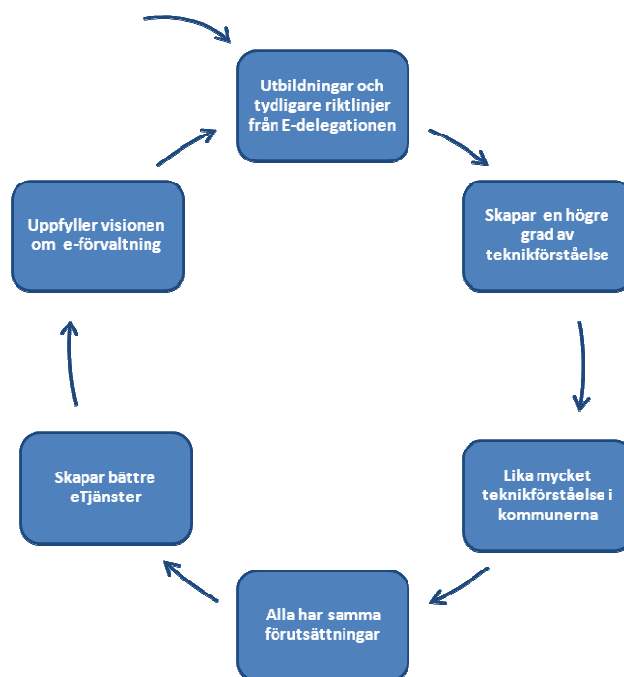 Utbildningar och
tydligare riktlinjer
från E-delegationen
Skapar en högre
grad av
teknikförståelse
Lika mycket
teknikförståelse i
kommunerna
Alla har samma
förutsättningar
Skapar bättre
eTjänster
Uppfyller visionen
om e-förvaltning